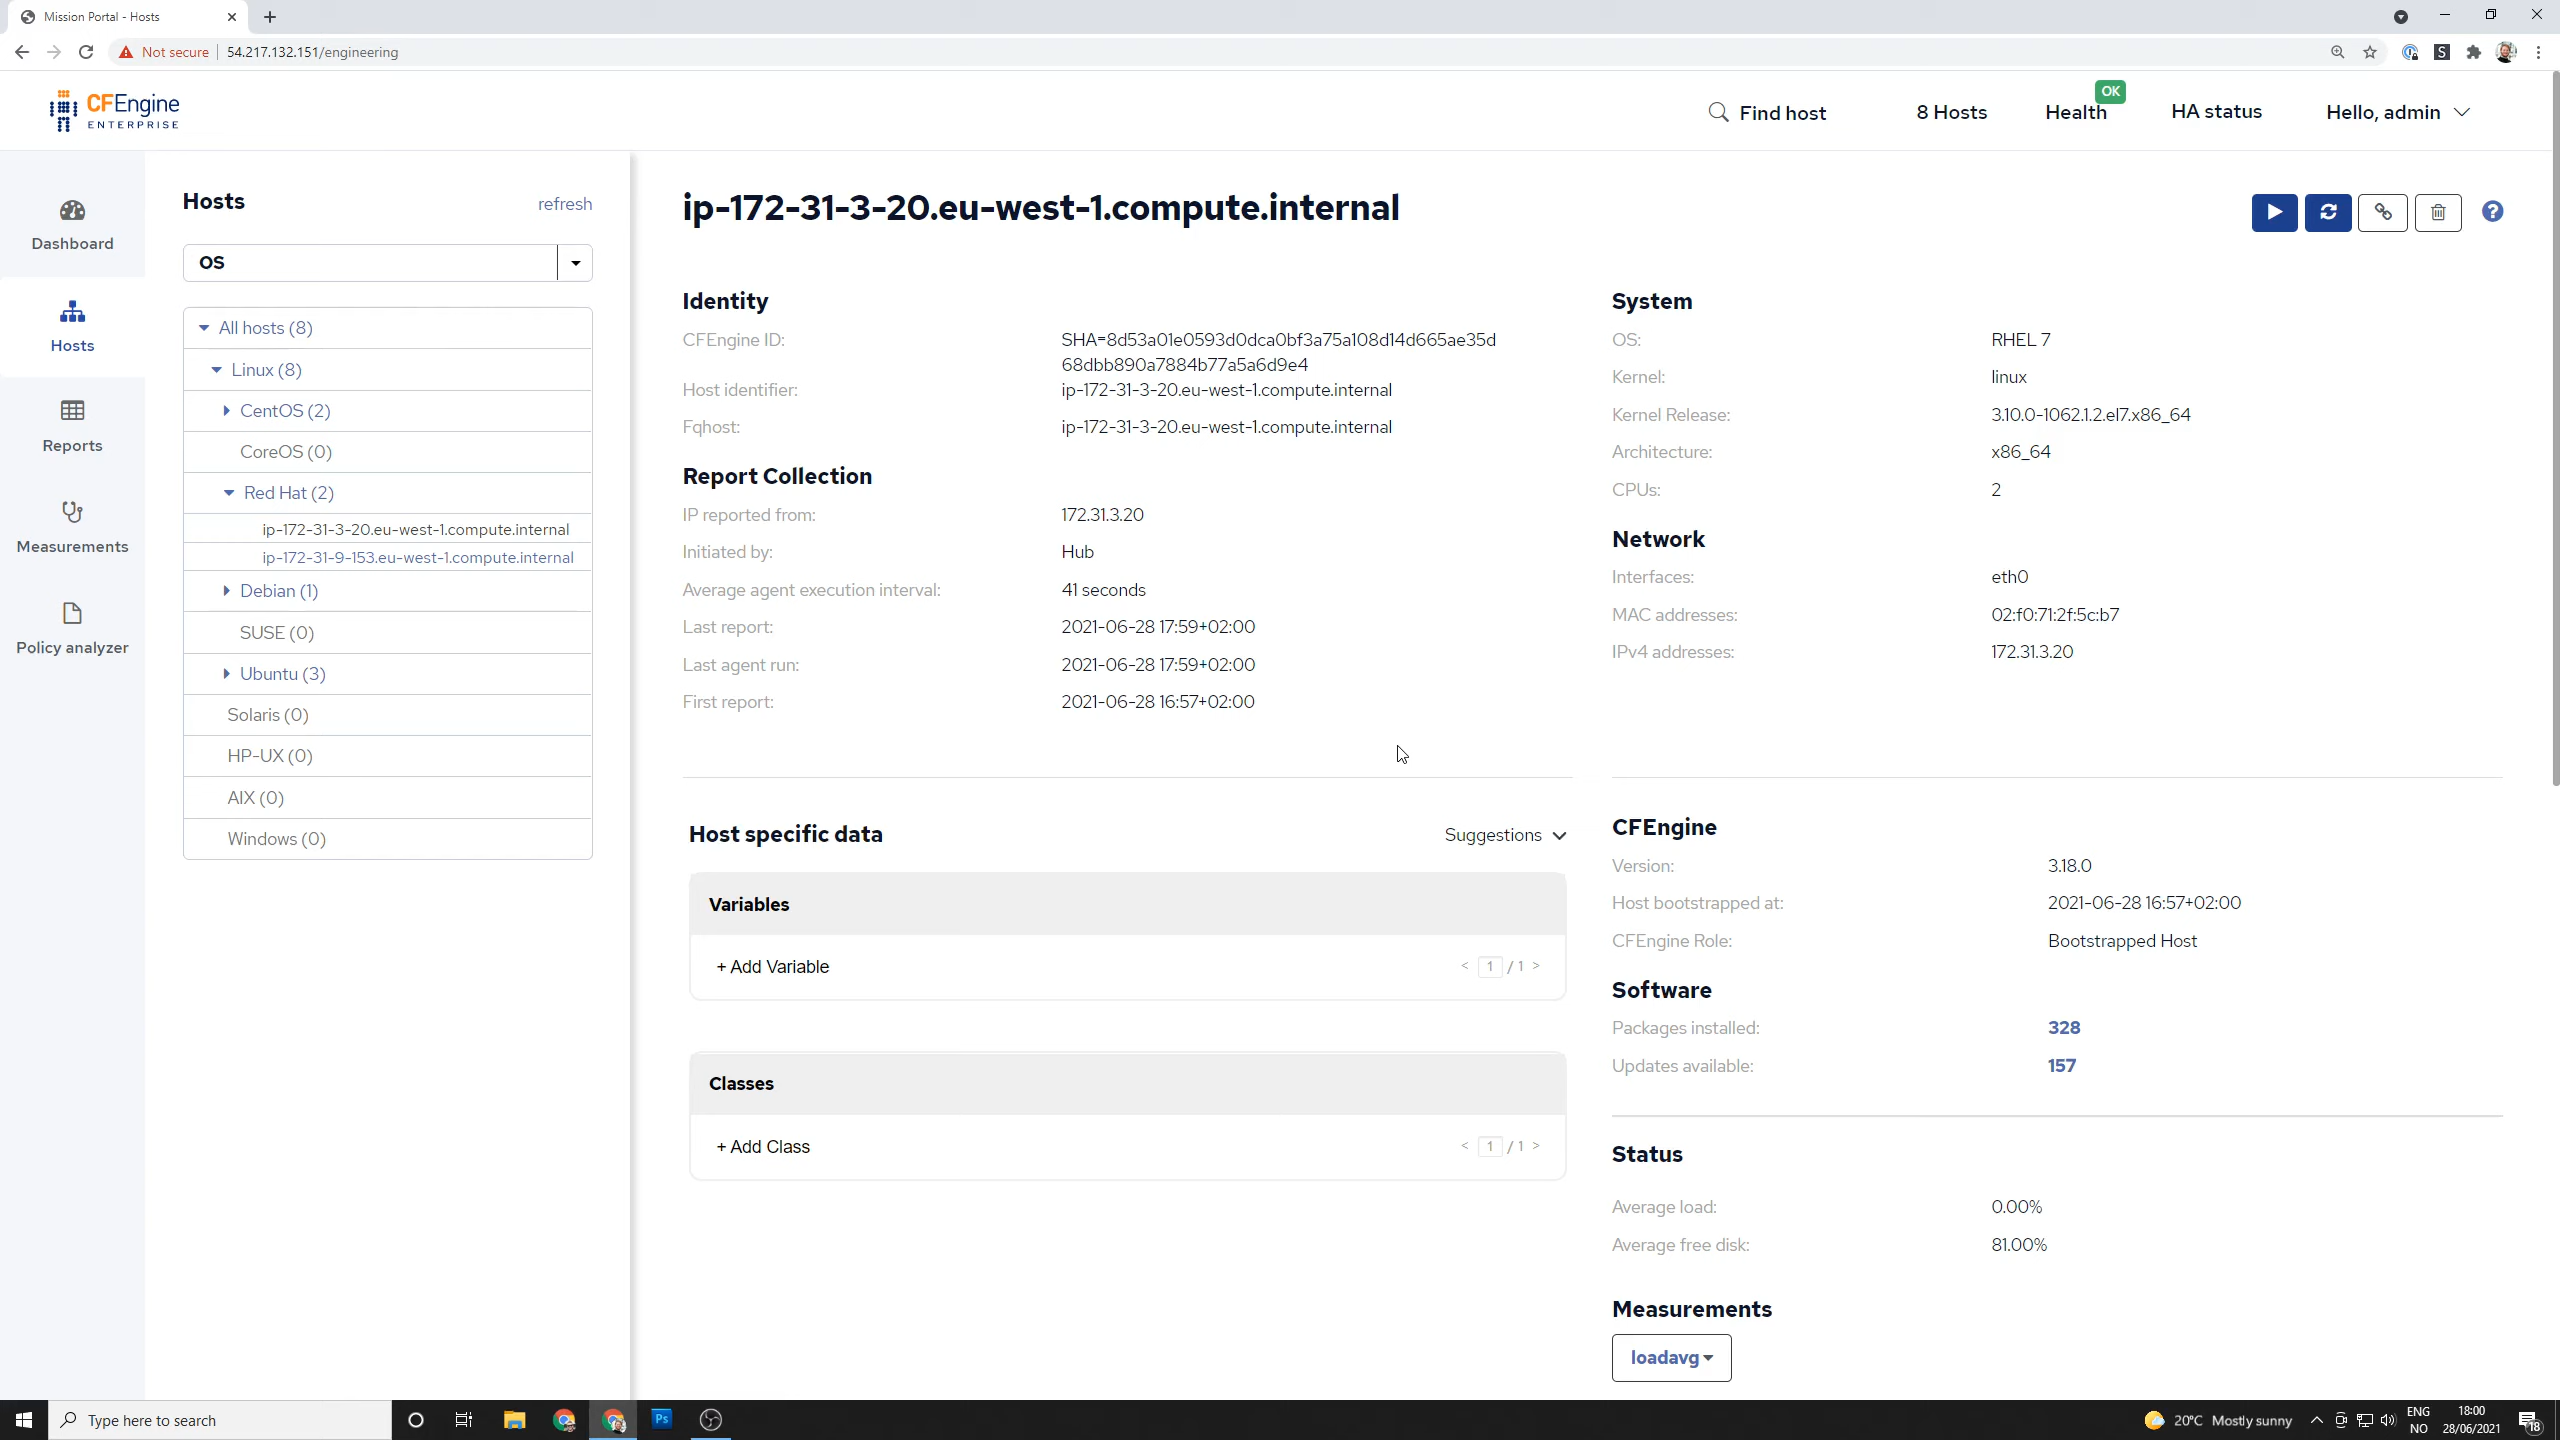 Mission Portal - Hosts
Not secure
54.217.132.151/engineering
S
CFEngine
ENTERPRISE
Find host
8 Hosts
Health
OK
HA status
Hello, admin
Dashboard
Hosts
Reports
Measurements
Policy analyzer
Hosts
refresh
OS
All hosts (8)
Linux (8)
CentOS (2)
CoreOS (0)
Red Hat (2)
ip-172-31-3-20.eu-west-1.compute.internal
ip-172-31-9-153.eu-west-1.compute.internal
Debian (1)
SUSE (0)
Ubuntu (3)
Solaris (0)
HP-UX (0)
AIX (0)
Windows (0)
ip-172-31-3-20.eu-west-1.compute.internal
?
Identity
CFEngine ID:
SHA=8d53a01e0593d0dca0bf3a75a108d14d665ae35d
68dbb890a7884b77a5a6d9e4
Host identifier:
ip-172-31-3-20.eu-west-1.compute.internal
Fqhost:
ip-172-31-3-20.eu-west-1.compute.internal
Report Collection
IP reported from:
172.31.3.20
Initiated by:
Hub
Average agent execution interval:
41 seconds
Last report:
2021-06-28 17:59+02:00
Last agent run:
2021-06-28 17:59+02:00
First report:
2021-06-28 16:57+02:00
System
OS:
RHEL 7
Kernel:
linux
Kernel Release:
3.10.0-1062.1.2.el7.x86_64
Architecture:
x86_64
CPUs:
2
Network
Interfaces:
eth0
MAC addresses:
02:f0:71:2f:5c:b7
IPv4 addresses:
172.31.3.20
Host specific data
Suggestions
Variables
+ Add Variable
< 1 / 1 >
Classes
+ Add Class
< 1 / 1 >
CFEngine
Version:
3.18.0
Host bootstrapped at:
2021-06-28 16:57+02:00
CFEngine Role:
Bootstrapped Host
Software
Packages installed:
328
Updates available:
157
Status
Average load:
0.00%
Average free disk:
81.00%
Measurements
loadavg
Type here to search
Ps
20°C Mostly sunny
ENG
NO
18:00
28/06/2021
18